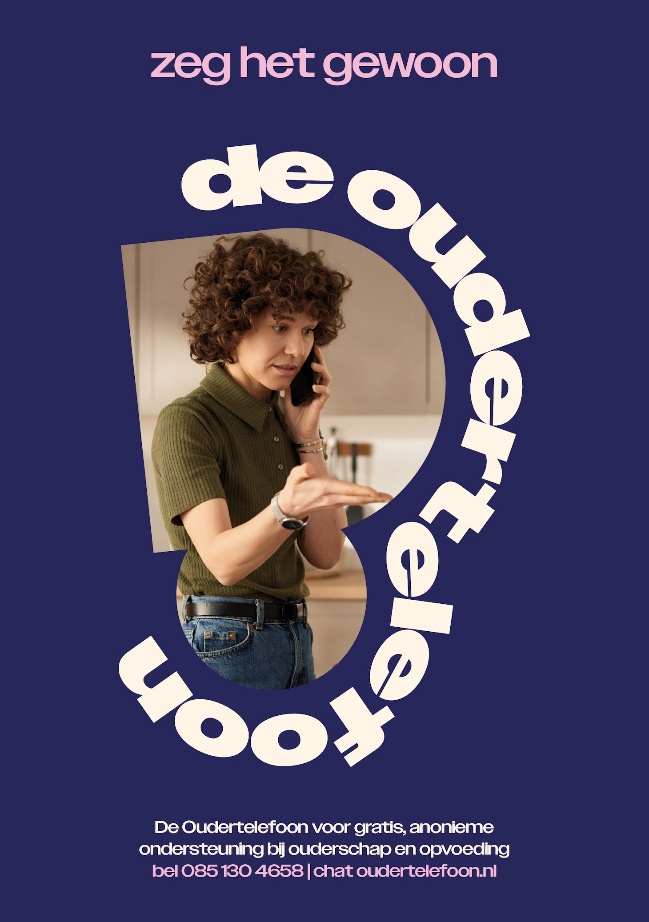 zeg het gewoon
de oudertelefoon
De Oudertelefoon voor gratis, anonieme
ondersteuning bij ouderschap en opvoeding
bel 085 130 4658 | chat oudertelefoon.nl